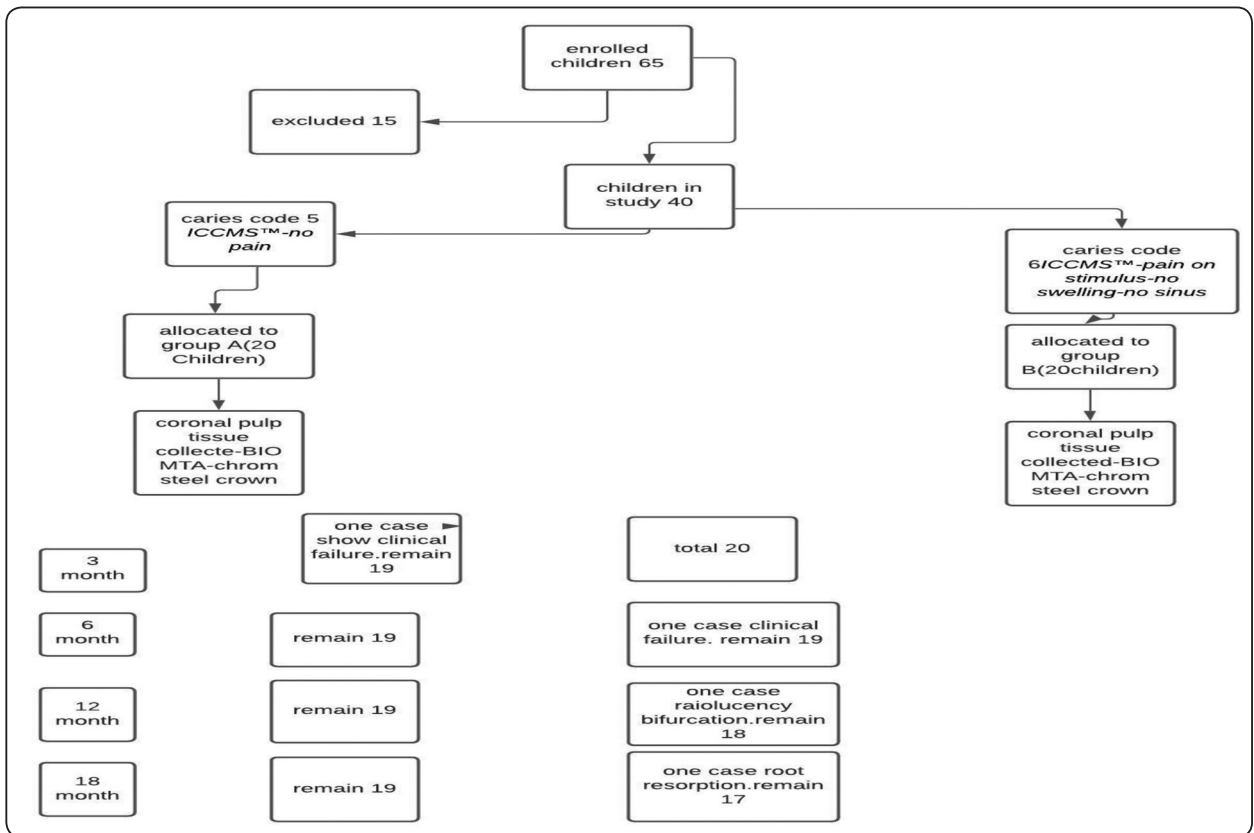 enrolled
children 65
excluded 15
children in
study 40
caries code 5
ICCMS™-no
pain
caries code
6ICCMS™-pain on
stimulus-no
swelling-no sinus
allocated to
group A(20
Children)
allocated to
group
B(20children)
coronal pulp
tissue
collecte-BIO
MTA-chrom
steel crown
coronal pulp
tissue
collected-BIO
MTA-chrom
steel crown
3
month
one case
show clinical
failure.remain
19
total 20
6
month
remain 19
one case clinical
failure. remain 19
12
month
remain 19
one case
raiolucency
bifurcation.remain
18
18
month
remain 19
one case root
resorption.remain
17